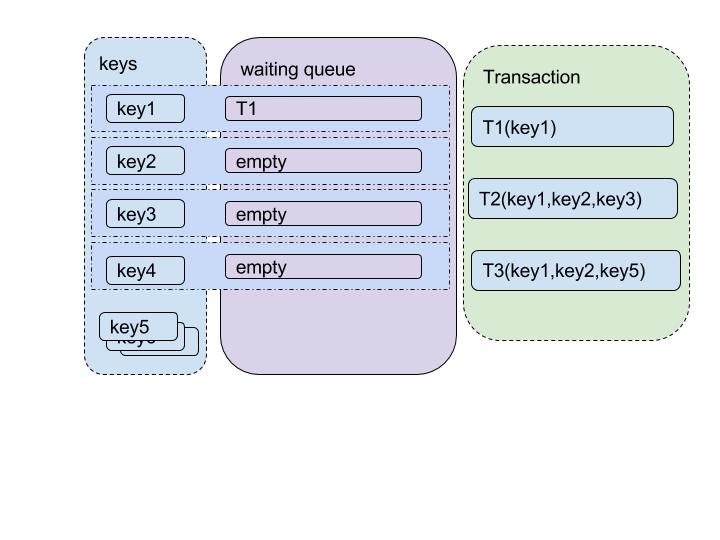 keys
waiting queue
Transaction
key1
T1
T1(key1)
key2
empty
key3
empty
T2(key1,key2,key3)
key4
empty
T3(key1,key2,key5)
key5